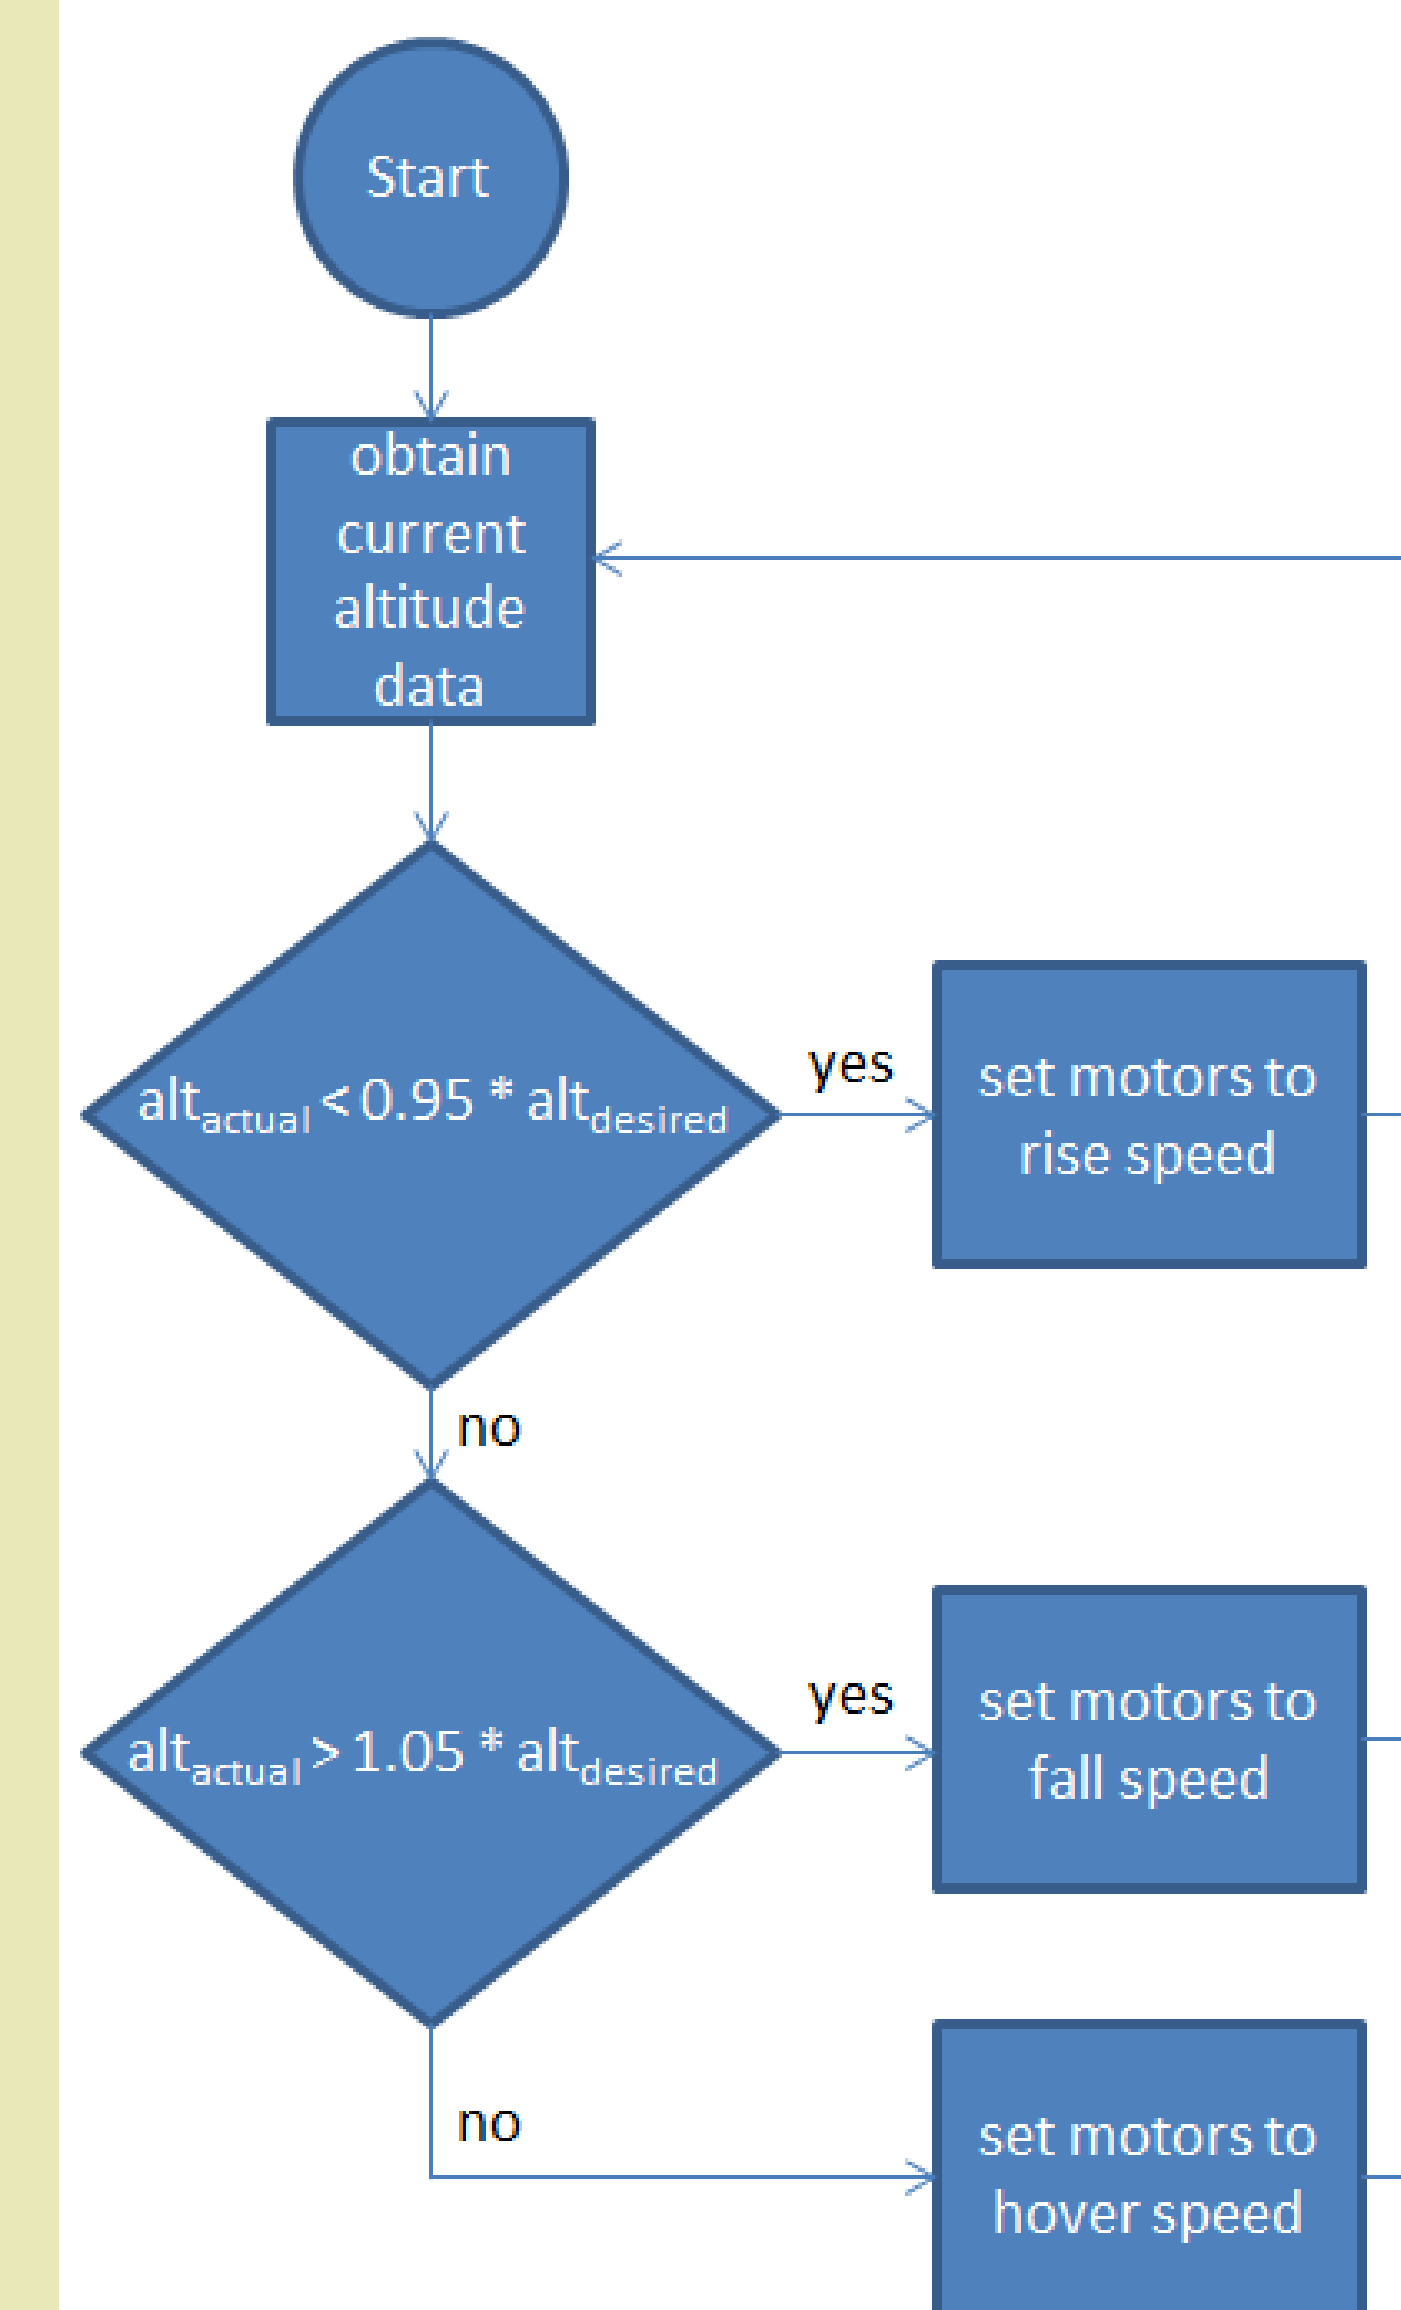 Start
obtain
current
altitude
data
alt_actual < 0.95 * alt_desired
yes
set motors to
rise speed
no
alt_actual > 1.05 * alt_desired
yes
set motors to
fall speed
no
set motors to
hover speed